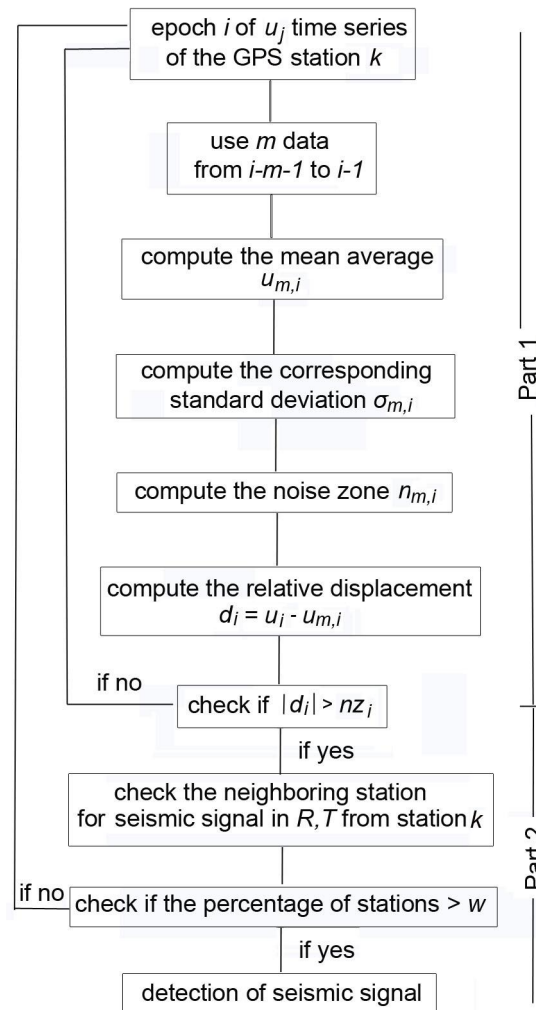 epoch i of u_j time series
of the GPS station k
use m data
from i-m-1 to i-1
compute the mean average
u_m,i
compute the corresponding
standard deviation σ_m,i
compute the noise zone n_m,i
compute the relative displacement
d_i = u_i - u_m,i
if no
check if |d_i| > nz_i
if yes
check the neighboring station
for seismic signal in R,T from station k
if no
check if the percentage of stations > w
if yes
detection of seismic signal
Part 1
Part 2